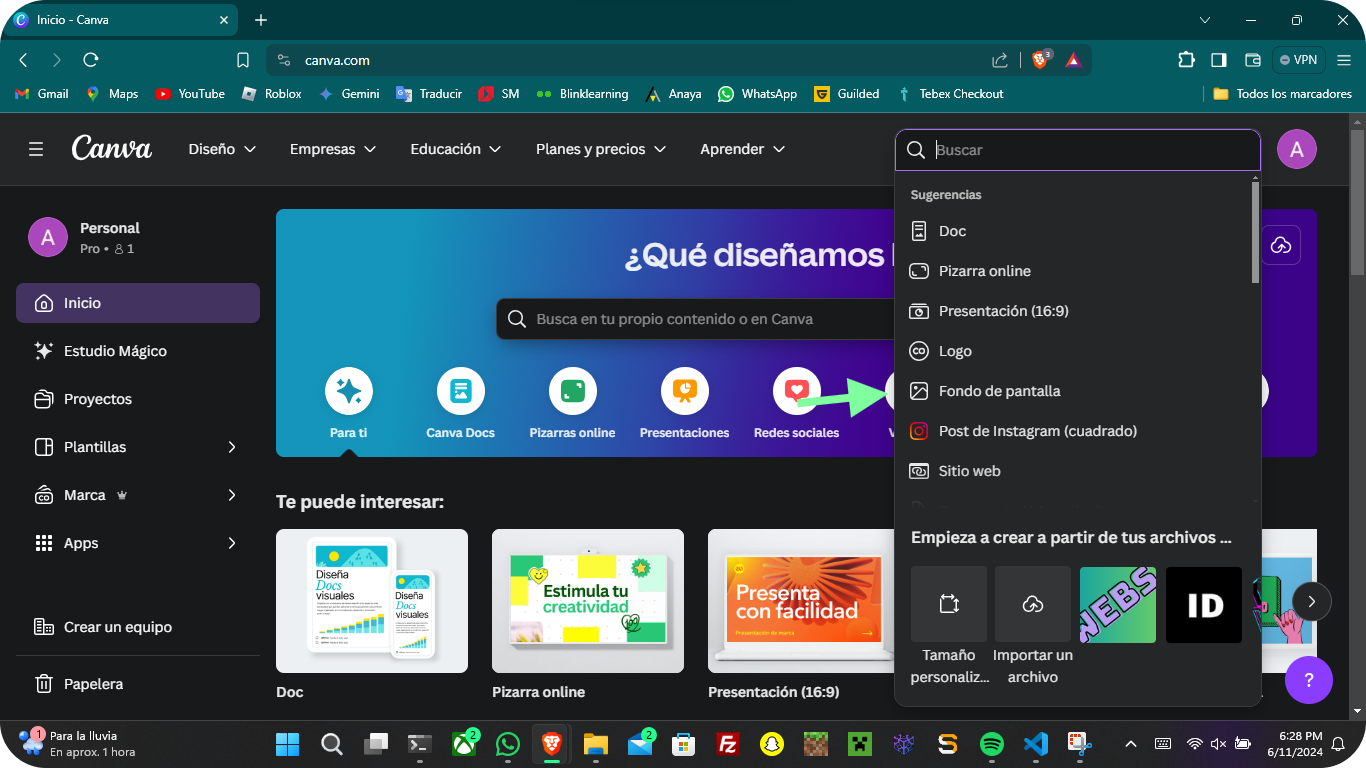 Inicio - Canva
canva.com
3
VPN
Gmail
Maps
YouTube
Roblox
Gemini
Traducir
SM
Blinklearning
Anaya
WhatsApp
Guilded
Tebex Checkout
Todos los marcadores
Canva
Diseño
Empresas
Educación
Planes y precios
Aprender
Buscar
A
A
Personal
Pro • 1
Inicio
Estudio Mágico
Proyectos
Plantillas
Marca
Apps
Crear un equipo
Papelera
¿Qué diseñamos
Busca en tu propio contenido o en Canva
Para ti
Canva Docs
Pizarras online
Presentaciones
Redes sociales
Te puede interesar:
Diseña
Docs
visuales
Diseña
Docs
visuales
Doc
Estimula tu
creatividad
100
Pizarra online
Presenta
con facilidad
Presentación de marca
Presentación (16:9)
Sugerencias
Doc
Pizarra online
Presentación (16:9)
Logo
Fondo de pantalla
Post de Instagram (cuadrado)
Sitio web
Empieza a crear a partir de tus archivos ...
Tamaño
personaliz...
Importar un
archivo
WEBS
ID
?
1
Para la lluvia
En aprox. 1 hora
2
2
6:28 PM
6/11/2024